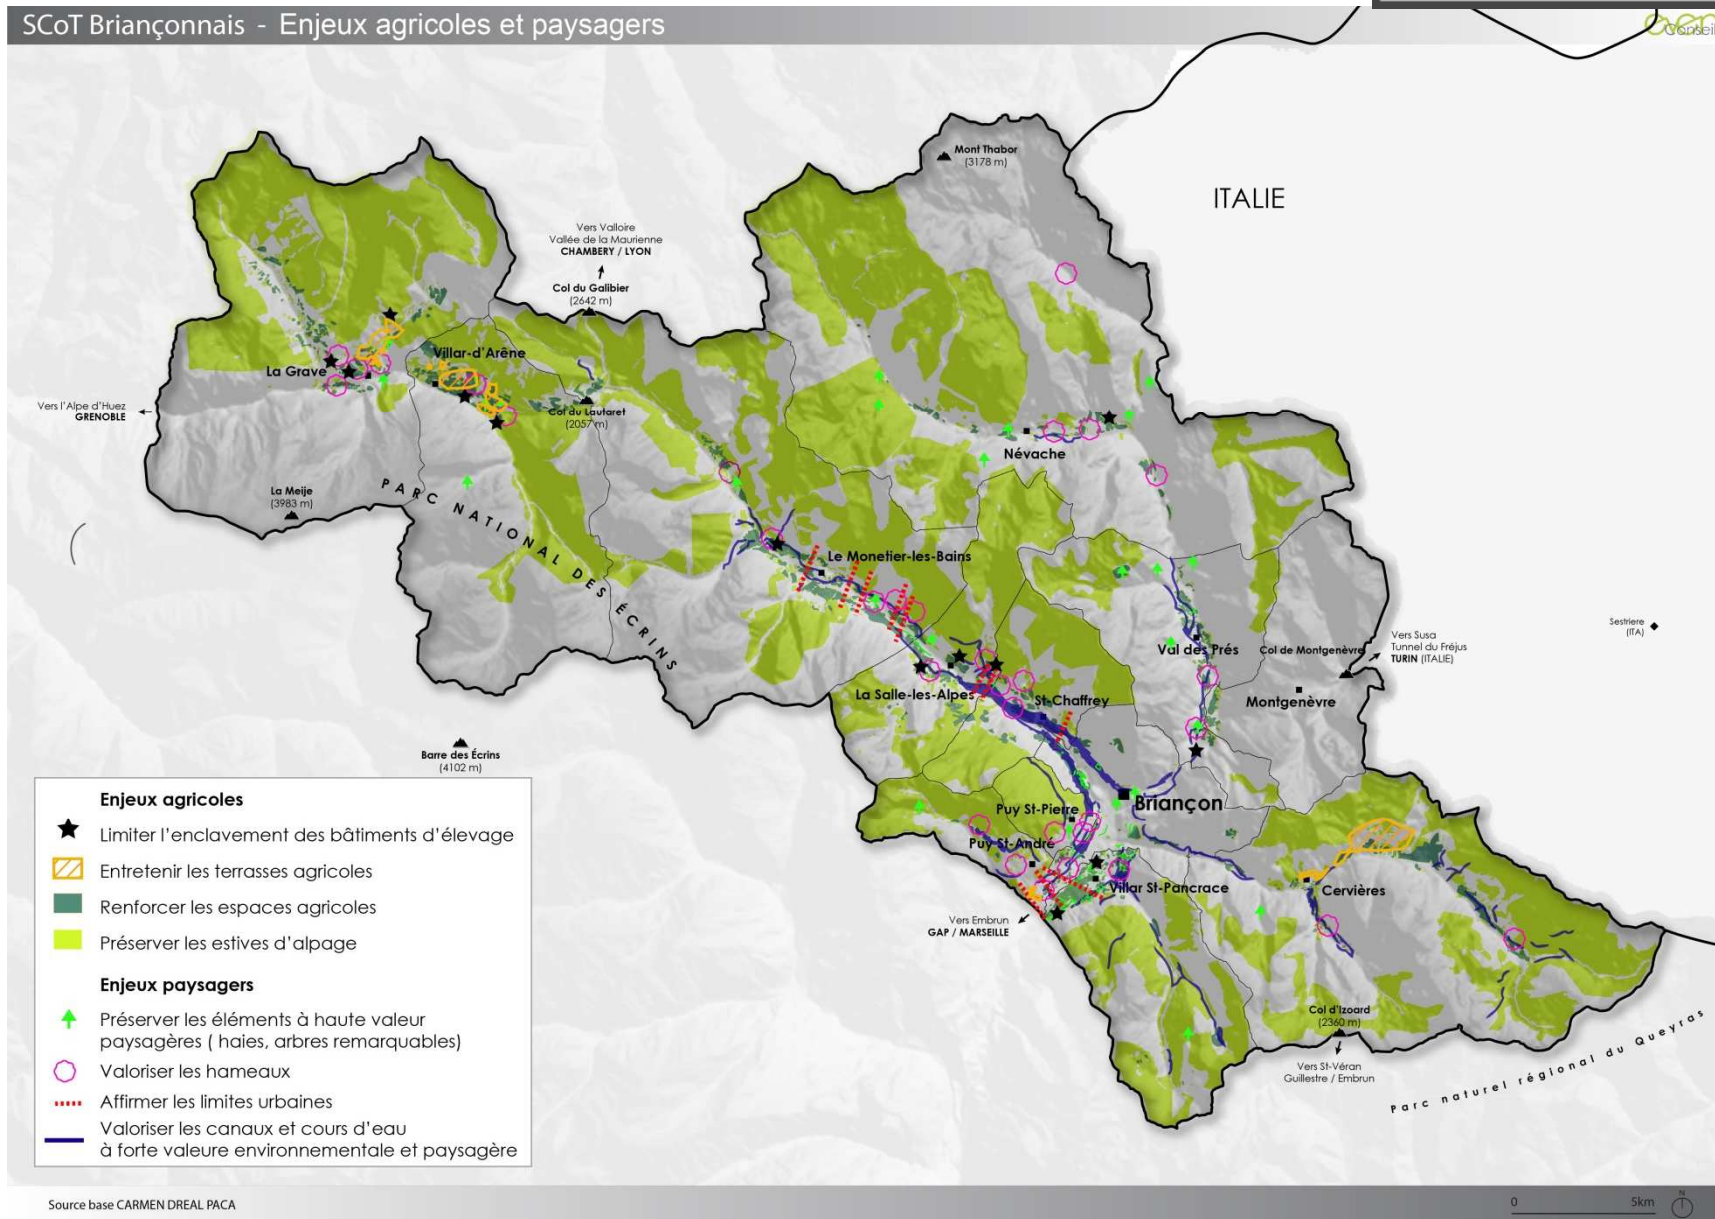 SCoT Briançonnais - Enjeux agricoles et paysagers
Conseil
Mont Thabor
(3178 m)
ITALIE
Vers Valloire
Vallée de la Maurienne
CHAMBERY / LYON
Col du Galibier
(2642 m)
Villar-d'Arêne
La Grave
Vers l'Alpe d'Huez
GRENOBLE
Col du Lautaret
(2057 m)
Névache
La Meije
(3983 m)
PARC NATIONAL DES ÉCRINS
Le Monetier-les-Bains
Sestriere
(ITA)
Vers Susa
Tunnel du Fréjus
TURIN (ITALIE)
Val des Prés
Col de Montgenèvre
La Salle-les-Alpes
St-Chaffrey
Montgenèvre
Barre des Écrins
(4102 m)
Briançon
Puy St-Pierre
Puy St-André
Villar St-Pancrace
Cervières
Vers Embrun
GAP / MARSEILLE
Col d'Izoard
(2360 m)
Vers St-Véran
Guillestre / Embrun
Parc naturel régional du Queyras
Enjeux agricoles
Limiter l'enclavement des bâtiments d'élevage
Entretenir les terrasses agricoles
Renforcer les espaces agricoles
Préserver les estives d'alpage
Enjeux paysagers
Préserver les éléments à haute valeur
paysagères ( haies, arbres remarquables)
Valoriser les hameaux
Affirmer les limites urbaines
Valoriser les canaux et cours d'eau
à forte valeure environnementale et paysagère
Source base CARMEN DREAL PACA
0 5km
N